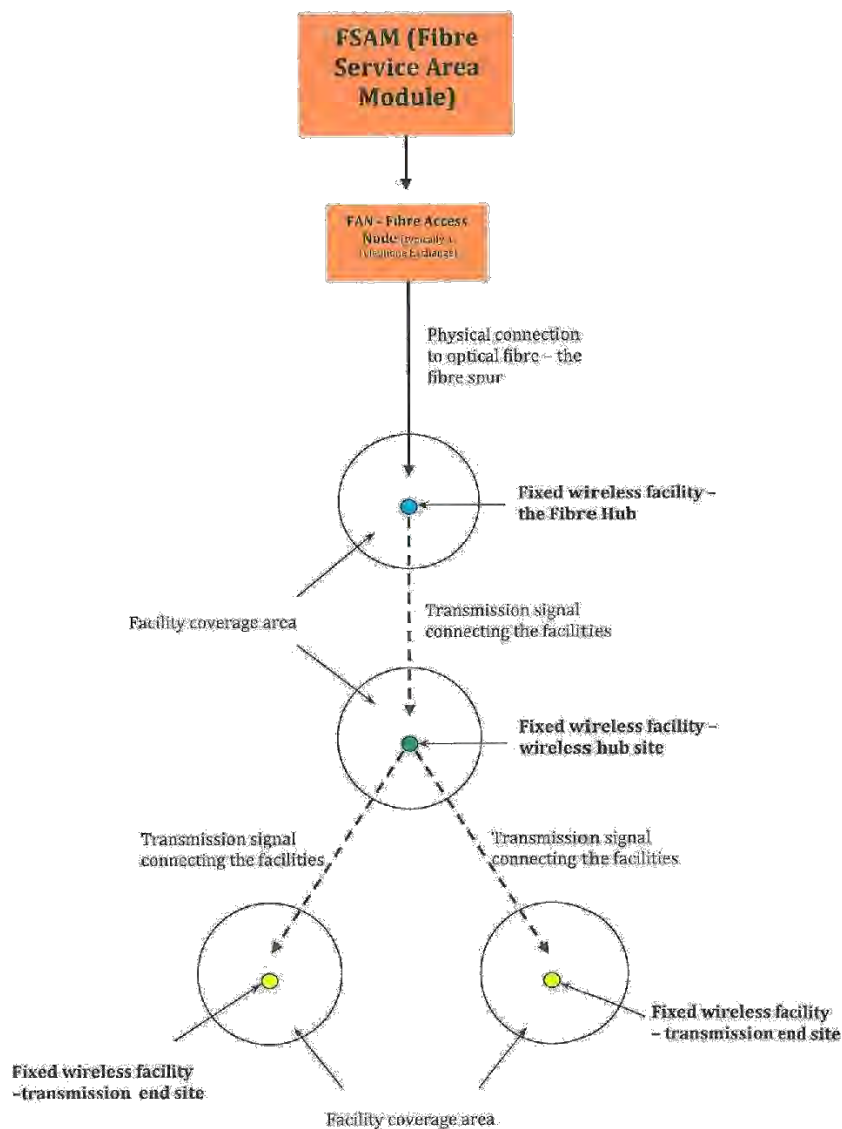 FSAM (Fibre
Service Area
Module)
FAN - Fibre Access
Node (typically a
Telephone Exchange)
Physical connection
to optical fibre – the
fibre spur
Fixed wireless facility –
the Fibre Hub
Facility coverage area
Transmission signal
connecting the facilities
Fixed wireless facility –
wireless hub site
Transmission signal
connecting the facilities
Transmission signal
connecting the facilities
Fixed wireless facility
– transmission end site
Fixed wireless facility
–transmission end site
Facility coverage area